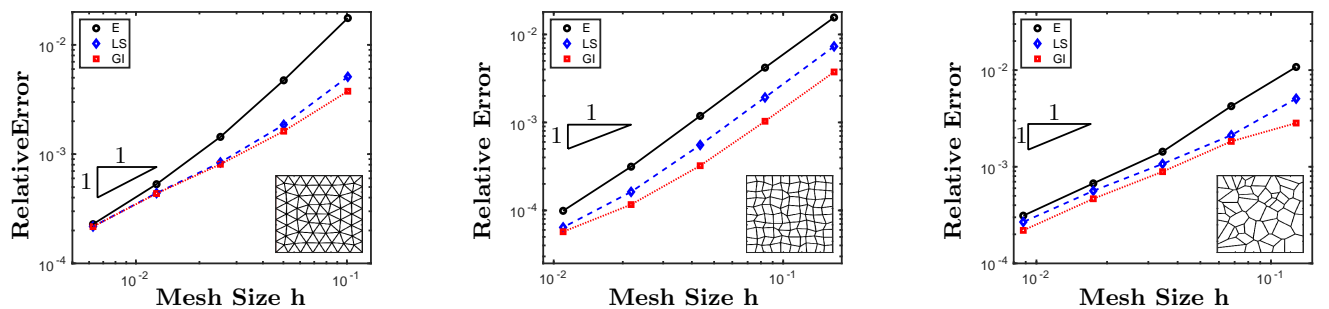 RelativeError
10^-2
10^-3
10^-4
E
LS
GI
1
1
10^-2
10^-1
Mesh Size h
Relative Error
10^-2
10^-3
10^-4
E
LS
GI
1
1
10^-2
10^-1
Mesh Size h
Relative Error
10^-2
10^-3
10^-4
E
LS
GI
1
1
10^-2
10^-1
Mesh Size h